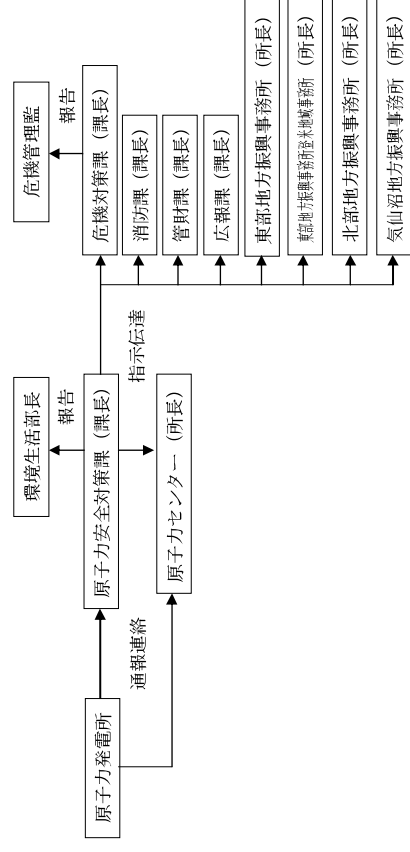 原子力発電所
通報連絡
環境生活部長
報告
原子力安全対策課（課長）
指示伝達
原子力センター（所長）
危機管理監
報告
危機対策課（課長）
消防課（課長）
管財課（課長）
広報課（課長）
東部地方振興事務所（所長）
東部地方振興事務所登米地域事務所（所長）
北部地方振興事務所（所長）
気仙沼地方振興事務所（所長）